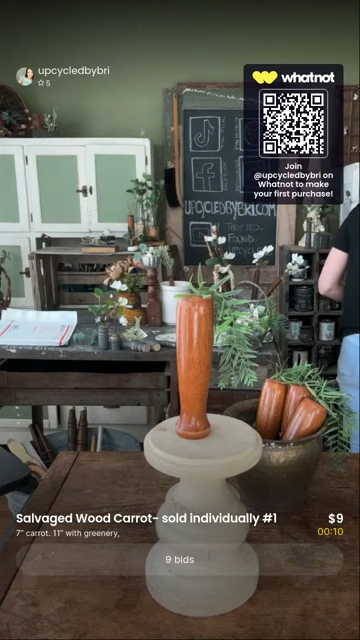 upcycledbybri
☆5
whatnot
Join
@upcycledbybri on
Whatnot to make
your first purchase!
UPCYCLEDBYBRI.COM
FOUND
Salvaged Wood Carrot- sold individually #1
$9
7" carrot. 11" with greenery,
00:10
9 bids